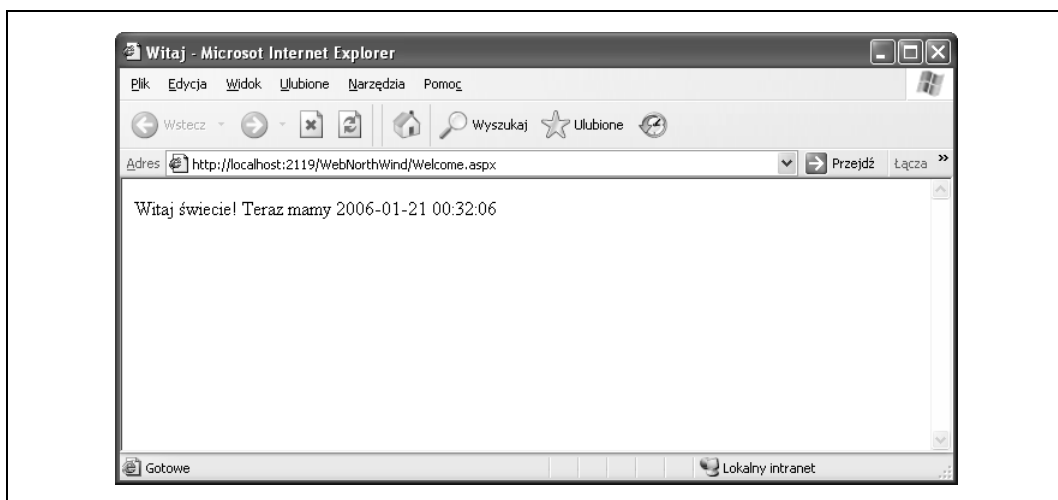 Witaj - Microsot Internet Explorer
Plik Edycja Widok Ulubione Narzędzia Pomoc
Wstecz Wyszukaj Ulubione
Adres http://localhost:2119/WebNorthWind/Welcome.aspx Przejdź Łącza »
Witaj świecie! Teraz mamy 2006-01-21 00:32:06
Gotowe Lokalny intranet